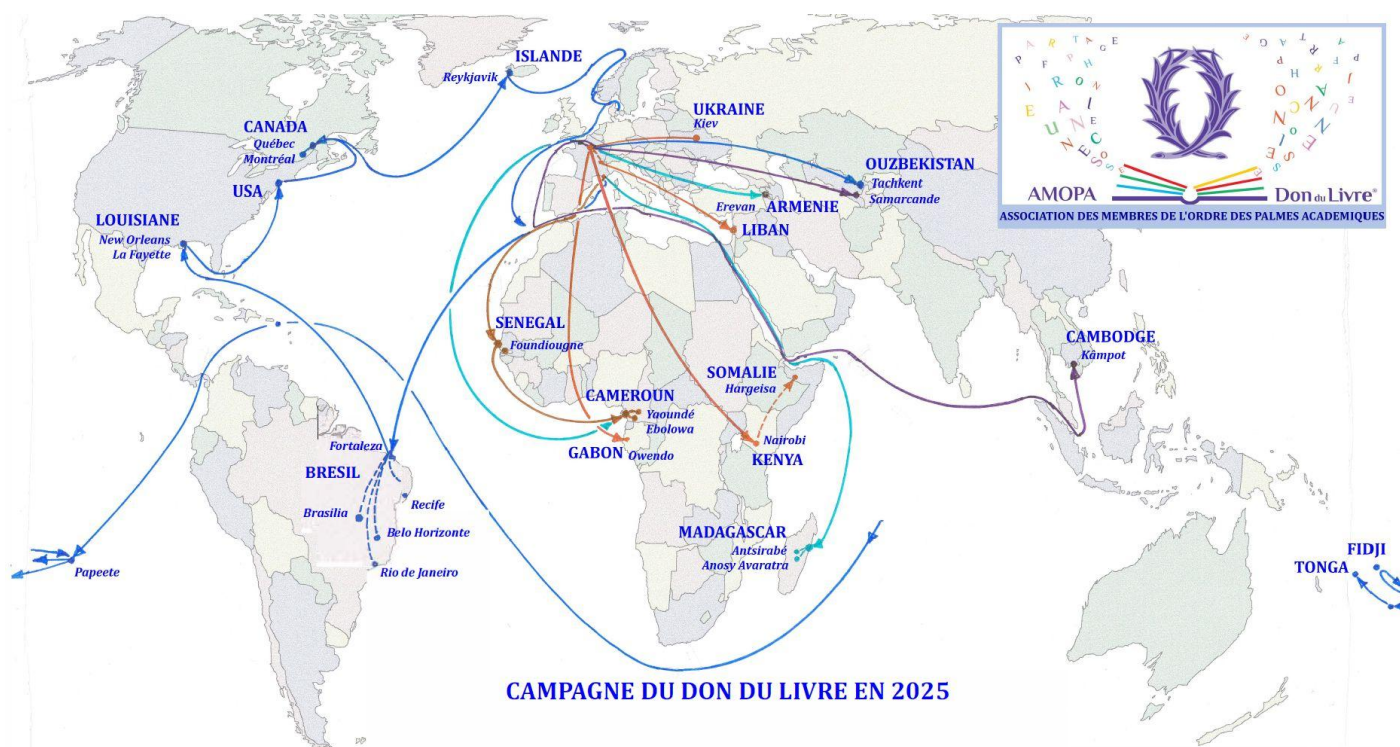 ISLANDE
Reykjavik
CANADA
Québec
Montréal
USA
LOUISIANE
New Orleans
La Fayette
UKRAINE
Kiev
OUZBEKISTAN
Tachkent
Samarcande
Erevan
ARMENIE
LIBAN
SENEGAL
Foundiougne
CAMBODGE
Kâmpot
SOMALIE
Hargeisa
CAMEROUN
Yaoundé
Ebolowa
GABON
Owendo
Nairobi
KENYA
Fortaleza
BRESIL
Recife
Brasilia
Belo Horizonte
Rio de Janeiro
Papeete
MADAGASCAR
Antsirabé
Anosy Avaratra
FIDJI
TONGA
AMOPA
Don du Livre®
ASSOCIATION DES MEMBRES DE L'ORDRE DES PALMES ACADEMIQUES
CAMPAGNE DU DON DU LIVRE EN 2025